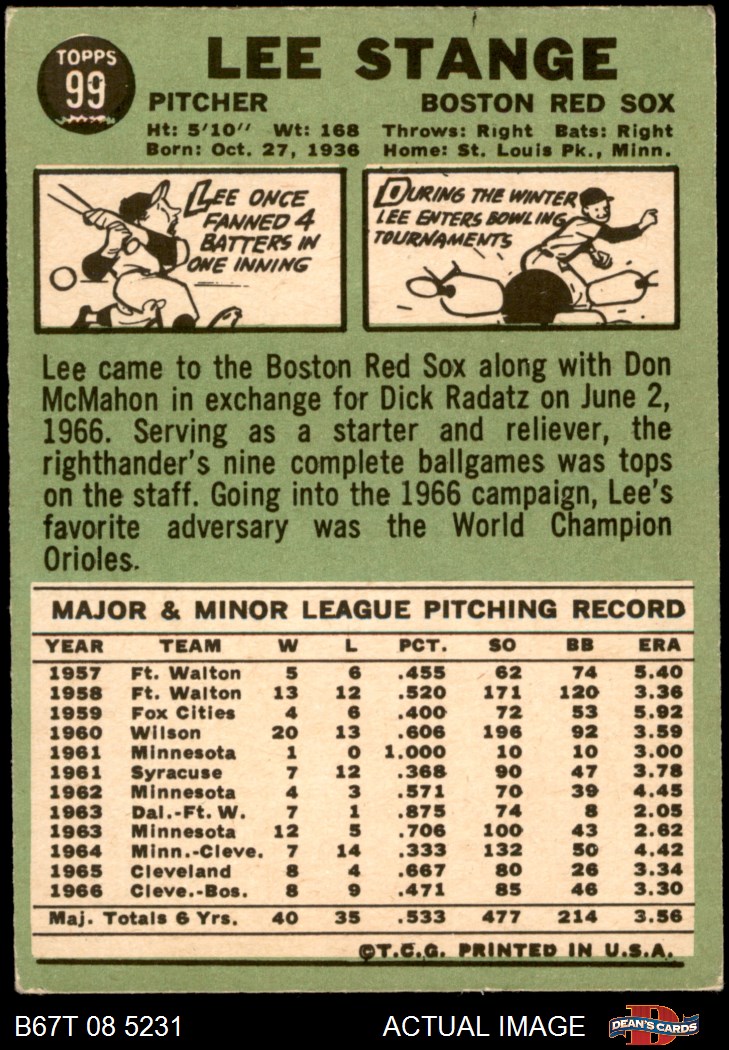 TOPPS
99
LEE STANGE
PITCHER BOSTON RED SOX
Ht: 5'10" Wt: 168 Throws: Right Bats: Right
Born: Oct. 27, 1936 Home: St. Louis Pk., Minn.
LEE ONCE
FANNED 4
BATTERS IN
ONE INNING
DURING THE WINTER
LEE ENTERS BOWLING
TOURNAMENTS
Lee came to the Boston Red Sox along with Don
McMahon in exchange for Dick Radatz on June 2,
1966. Serving as a starter and reliever, the
righthander's nine complete ballgames was tops
on the staff. Going into the 1966 campaign, Lee's
favorite adversary was the World Champion
Orioles.
MAJOR & MINOR LEAGUE PITCHING RECORD
YEAR TEAM W L PCT. SO BB ERA
1957 Ft. Walton 5 6 .455 62 74 5.40
1958 Ft. Walton 13 12 .520 171 120 3.36
1959 Fox Cities 4 6 .400 72 53 5.92
1960 Wilson 20 13 .606 196 92 3.59
1961 Minnesota 1 0 1.000 10 10 3.00
1961 Syracuse 7 12 .368 90 47 3.78
1962 Minnesota 4 3 .571 70 39 4.45
1963 Dal.-Ft. W. 7 1 .875 74 8 2.05
1963 Minnesota 12 5 .706 100 43 2.62
1964 Minn.-Cleve. 7 14 .333 132 50 4.42
1965 Cleveland 8 4 .667 80 26 3.34
1966 Cleve.-Bos. 8 9 .471 85 46 3.30
Maj. Totals 6 Yrs. 40 35 .533 477 214 3.56
©T.C.G. PRINTED IN U.S.A.
B67T 08 5231 ACTUAL IMAGE DEAN'S CARDS